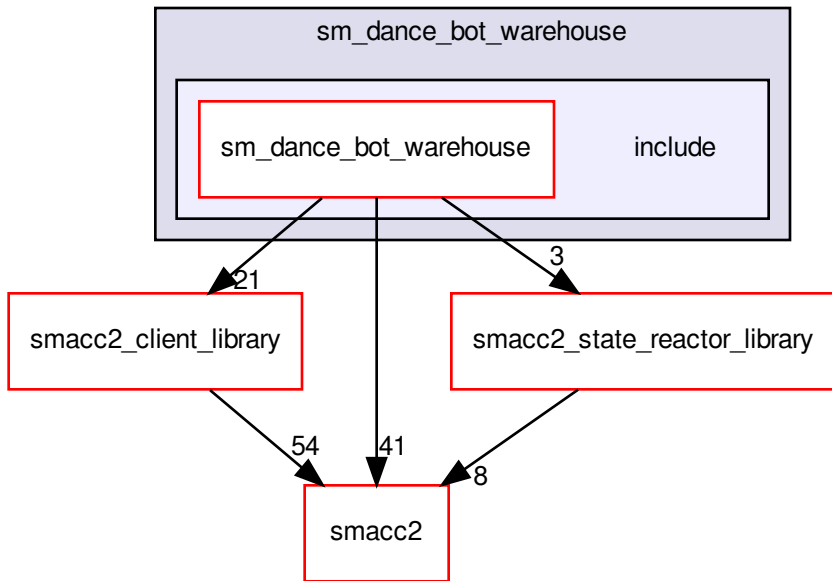 sm_dance_bot_warehouse
sm_dance_bot_warehouse
include
3
21
smacc2_client_library
smacc2_state_reactor_library
54
41
8
smacc2